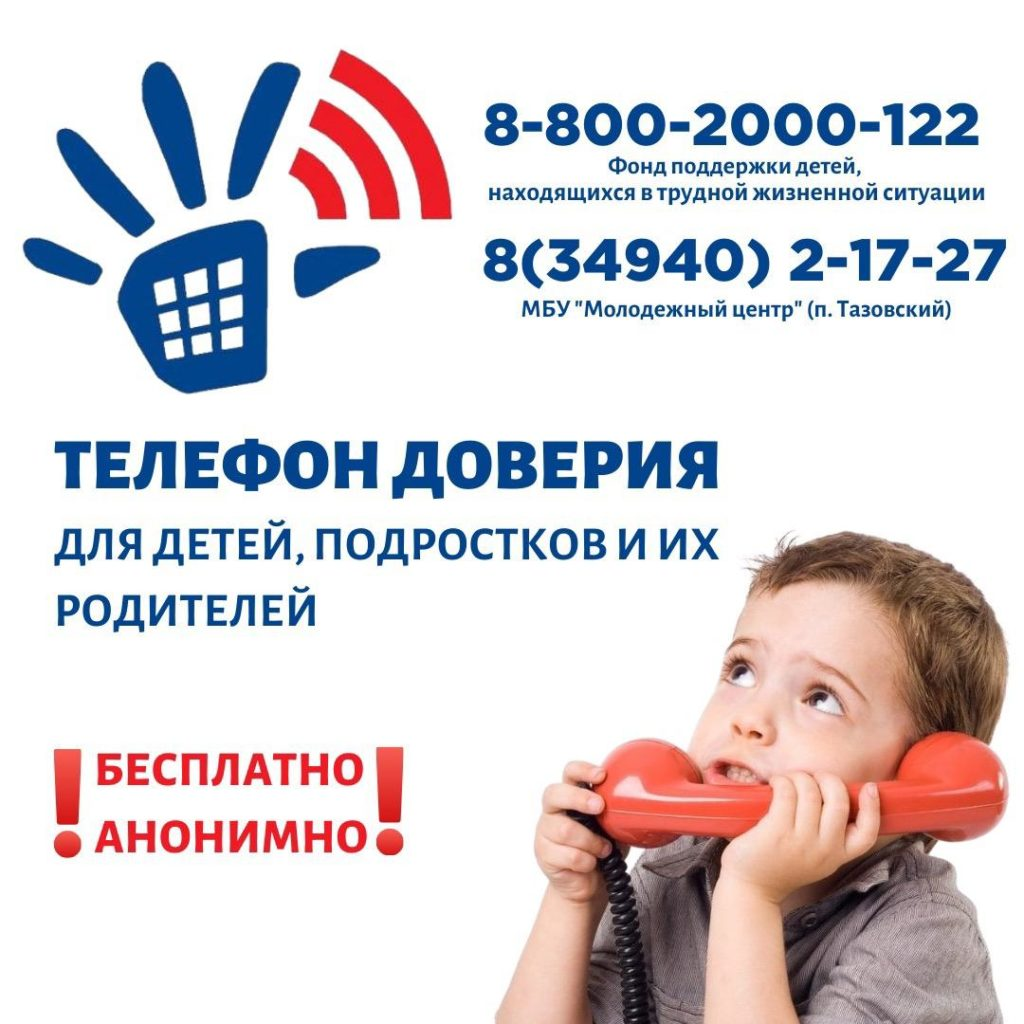 8-800-2000-122
Фонд поддержки детей,
находящихся в трудной жизненной ситуации
8(34940) 2-17-27
МБУ "Молодежный центр" (п. Тазовский)
ТЕЛЕФОН ДОВЕРИЯ
ДЛЯ ДЕТЕЙ, ПОДРОСТКОВ И ИХ
РОДИТЕЛЕЙ
! БЕСПЛАТНО !
АНОНИМНО